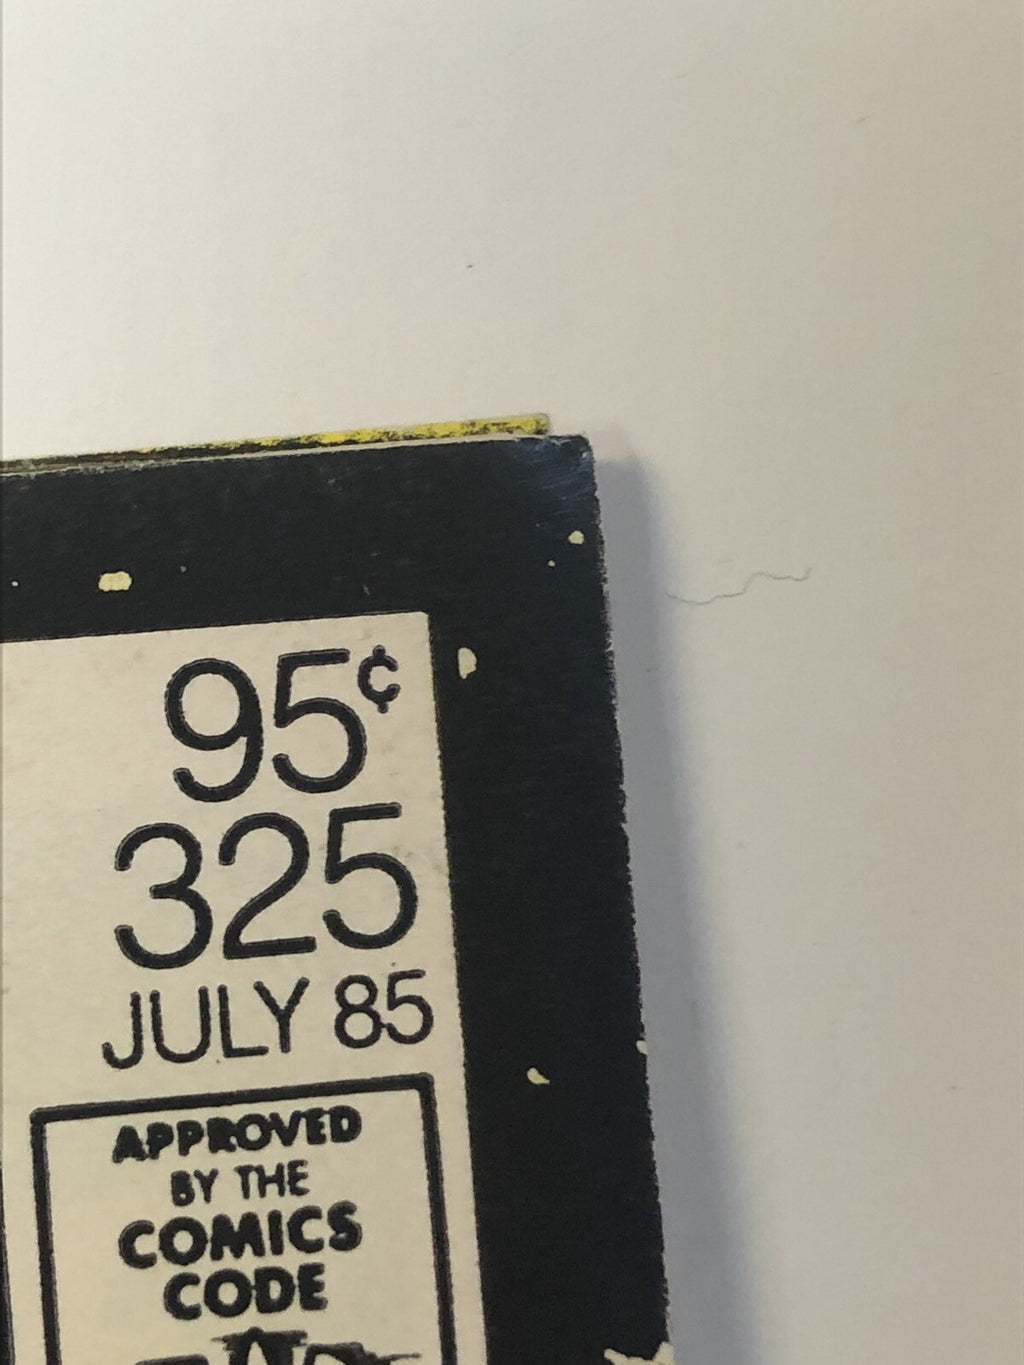 95¢
325
JULY 85
APPROVED
BY THE
COMICS
CODE